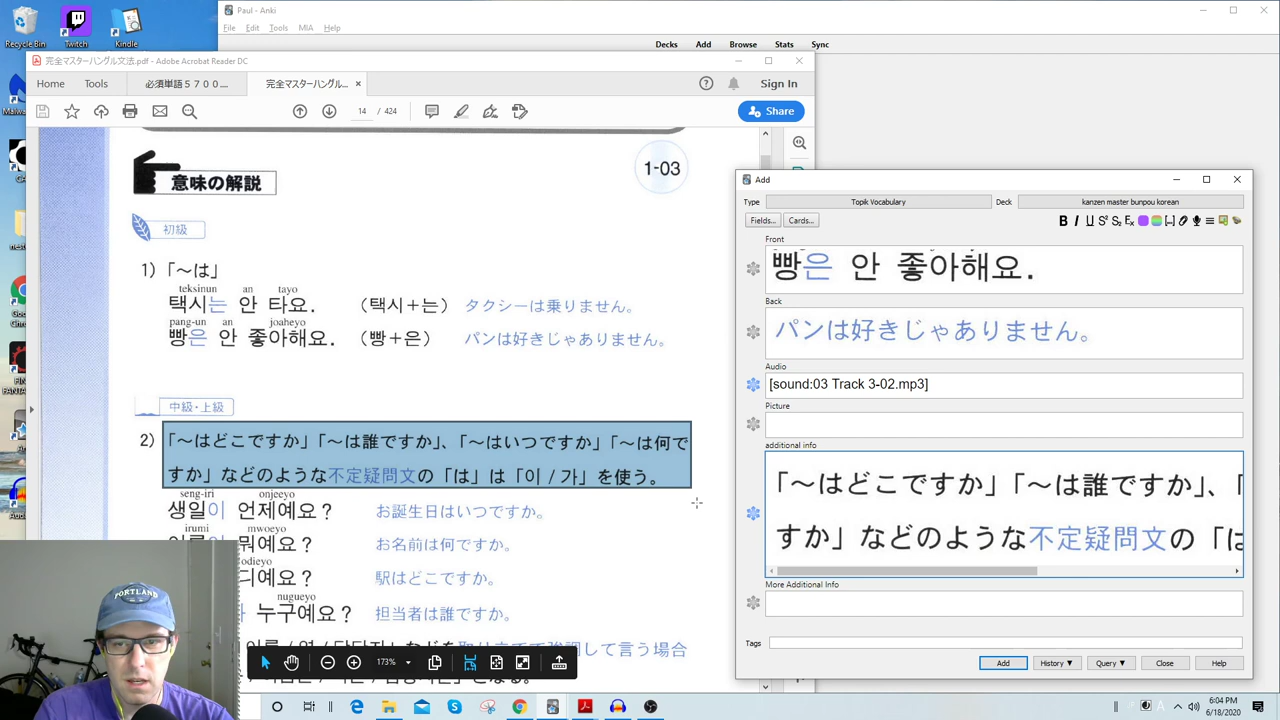 Recycle Bin
Twitch
Kindle
Paul - Anki
File Edit Tools MIA Help
Decks Add Browse Stats Sync
完全マスターハングル文法.pdf - Adobe Acrobat Reader DC
Home Tools 必須単語５７００... 完全マスターハングル文... × Sign In
14 / 424
Share
意味の解説
1-03
初級
1)「〜は」
teksinun an tayo
택시는 안 타요. (택시+는) タクシーは乗りません。
pang-un an joaheyo
빵은 안 좋아해요. (빵+은) パンは好きじゃありません。
中級・上級
2)「〜はどこですか」「〜は誰ですか」、「〜はいつですか」「〜は何で
すか」などのような不定疑問文の「は」は「이 / 가」を使う。
seng-iri onjeeyo
생일이 언제예요? お誕生日はいつですか。
irumi mwoeyo
뭐예요? お名前は何ですか。
odieyo
디예요? 駅はどこですか。
nugueyo
누구예요? 担当者は誰ですか。
して言う場合
173%
PORTLAND
Add
Type Topik Vocabulary Deck kanzen master bunpou korean
Fields... Cards...
Front
빵은 안 좋아해요.
Back
パンは好きじゃありません。
Audio
[sound:03 Track 3-02.mp3]
Picture
additional info
「〜はどこですか」「〜は誰ですか」、「
すか」などのような不定疑問文の「は
More Additional Info
Tags
Add History ▼ Query ▼ Close Help
6:04 PM
6/18/2020